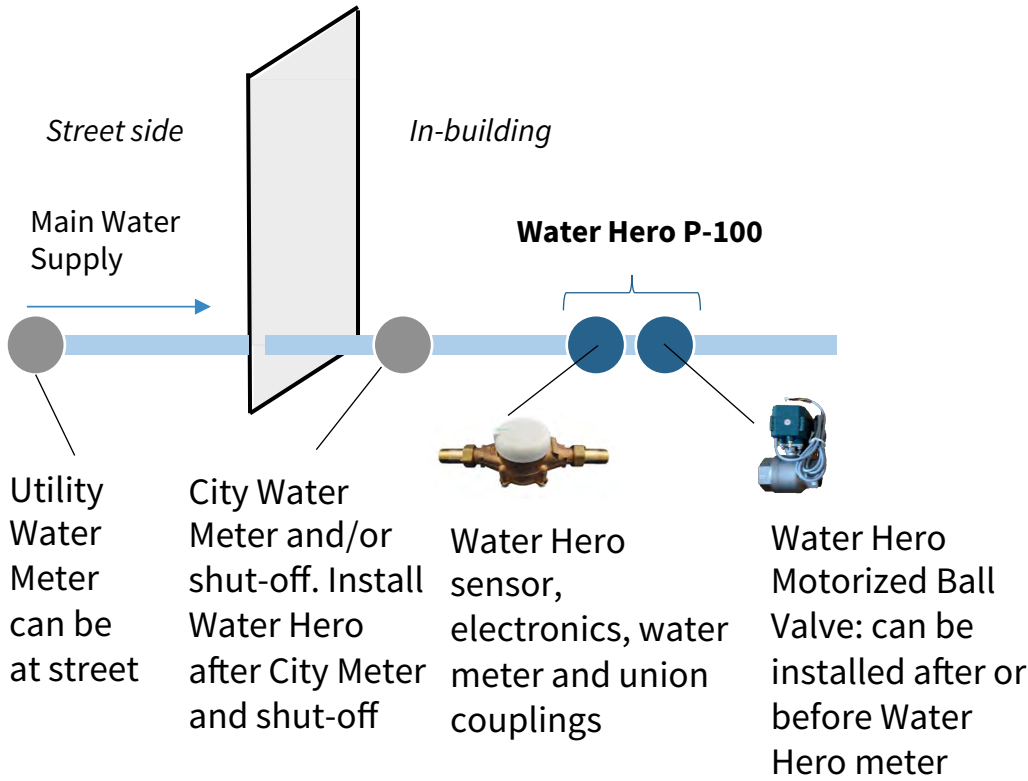 Street side
In-building
Main Water
Supply
Water Hero P-100
Utility
Water
Meter
can be
at street
City Water
Meter and/or
shut-off. Install
Water Hero
after City Meter
and shut-off
Water Hero
sensor,
electronics, water
meter and union
couplings
Water Hero
Motorized Ball
Valve: can be
installed after or
before Water
Hero meter